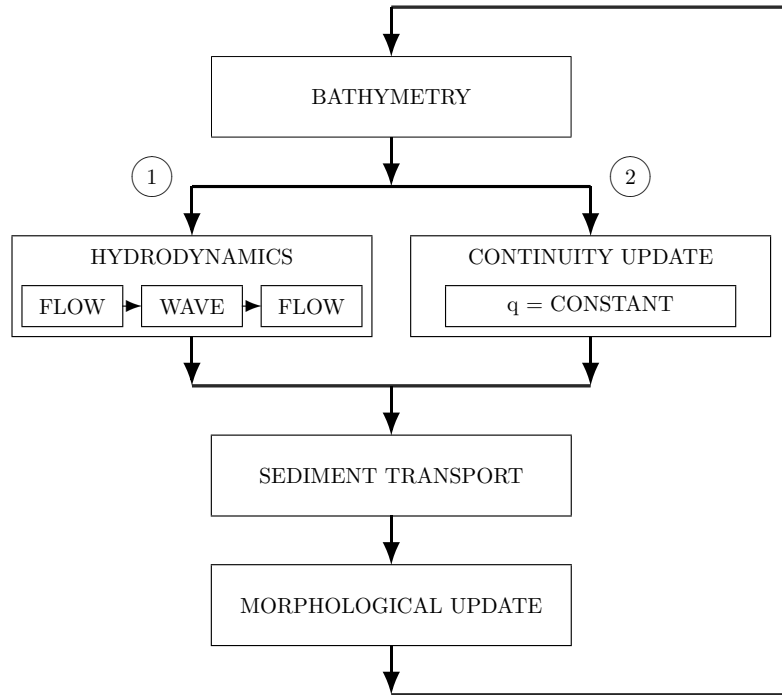 BATHYMETRY
1
2
HYDRODYNAMICS
FLOW
WAVE
FLOW
CONTINUITY UPDATE
q = CONSTANT
SEDIMENT TRANSPORT
MORPHOLOGICAL UPDATE